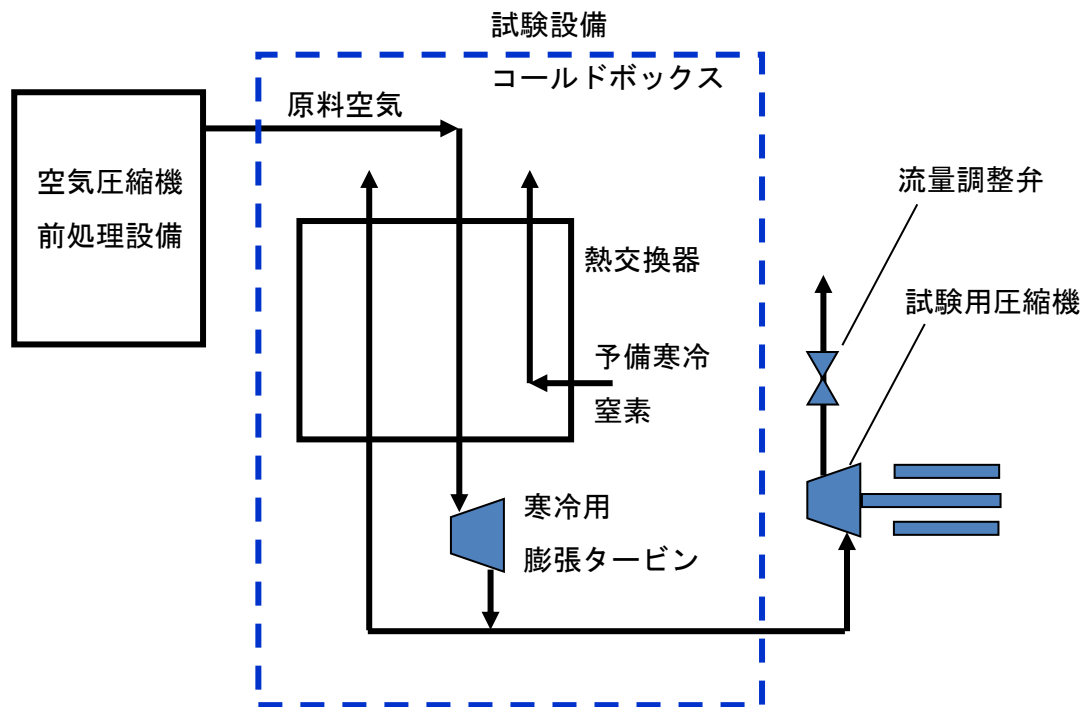 試験設備
コールドボックス
原料空気
空気圧縮機
前処理設備
流量調整弁
熱交換器
試験用圧縮機
予備寒冷
窒素
寒冷用
膨張タービン